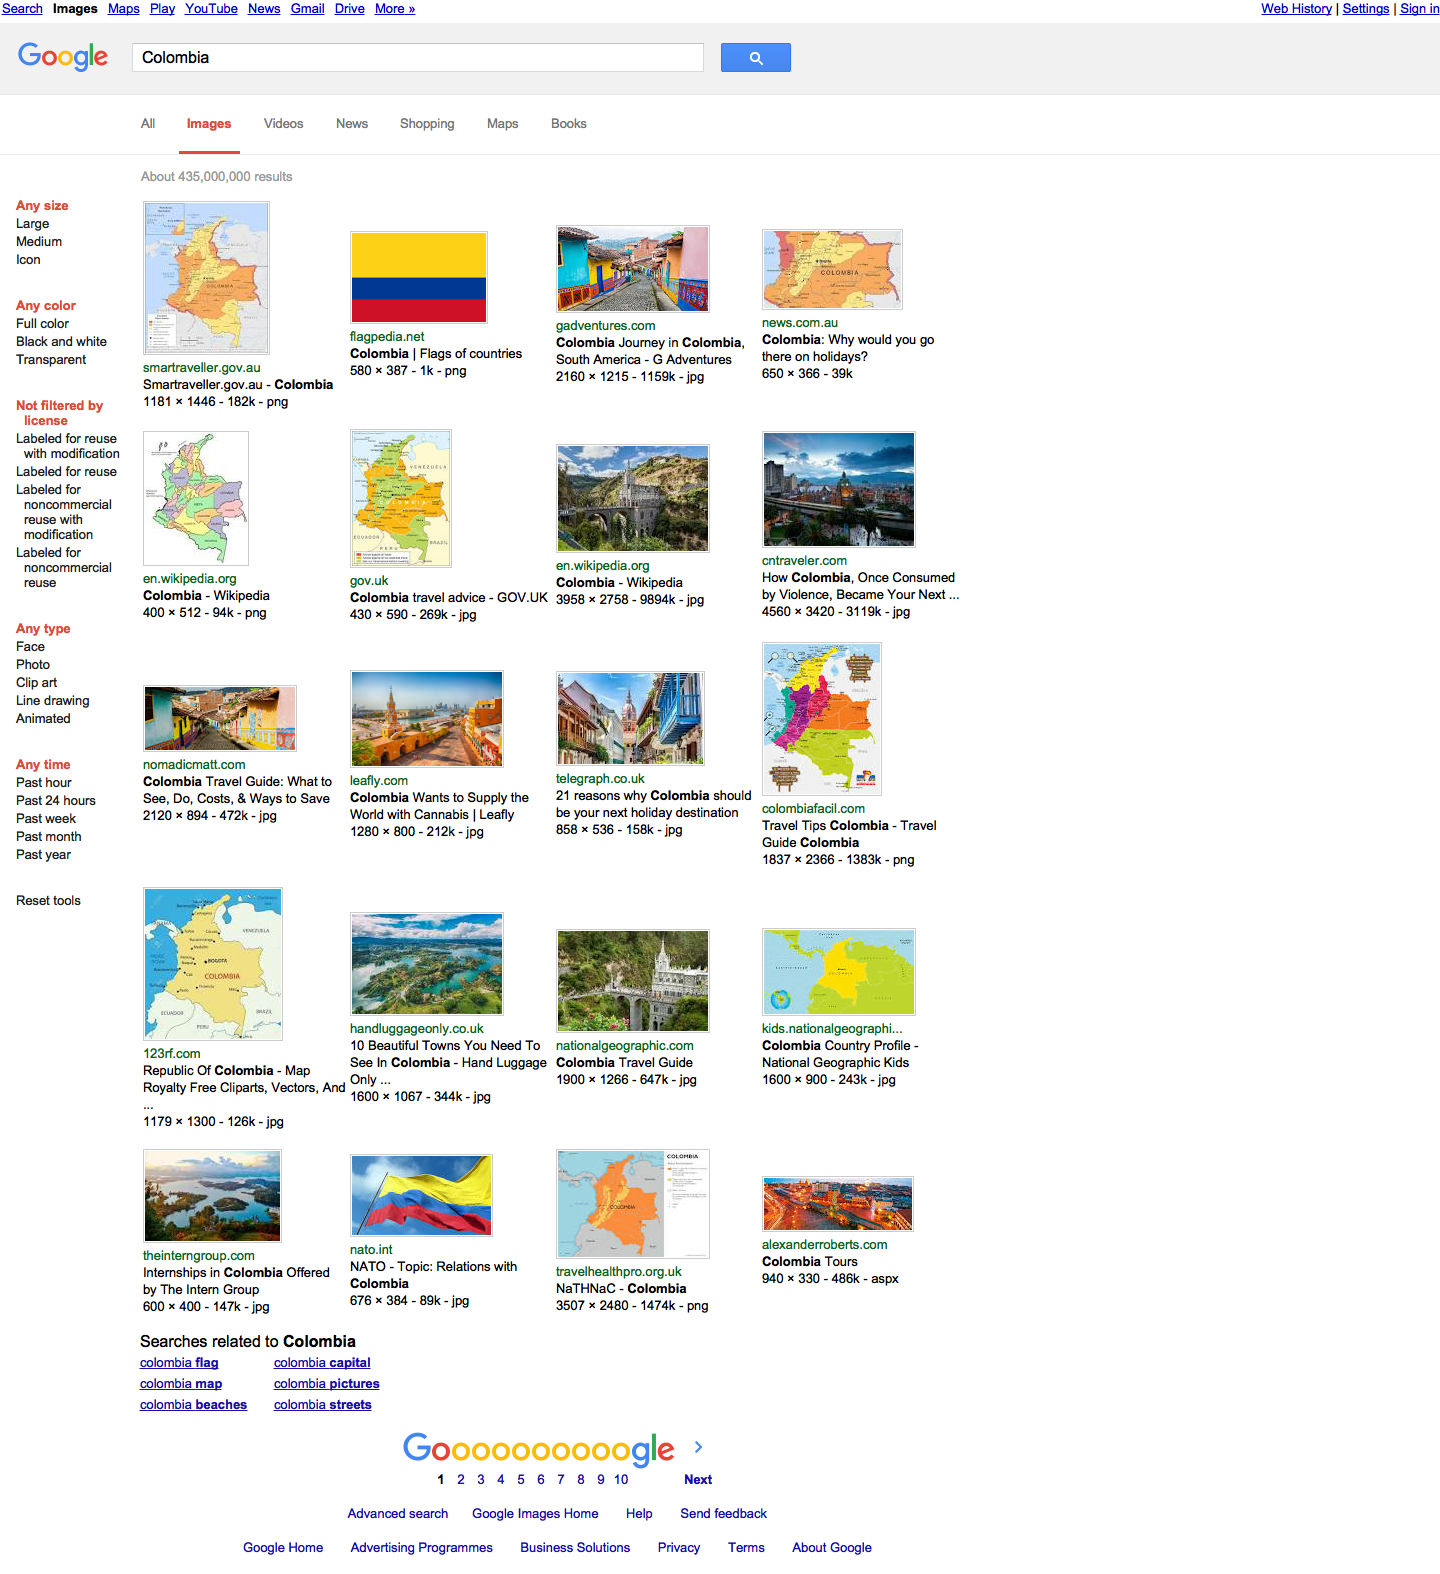 Search Images Maps Play YouTube News Gmail Drive More »
Web History | Settings | Sign in
Google
Colombia
All Images Videos News Shopping Maps Books
About 435,000,000 results
Any size
Large
Medium
Icon
Any color
Full color
Black and white
Transparent
Not filtered by
license
Labeled for reuse
with modification
Labeled for reuse
Labeled for
noncommercial
reuse with
modification
Labeled for
noncommercial
reuse
Any type
Face
Photo
Clip art
Line drawing
Animated
Any time
Past hour
Past 24 hours
Past week
Past month
Past year
Reset tools
COLOMBIA
smartraveller.gov.au
Smartraveller.gov.au - Colombia
1181 × 1446 - 182k - png
flagpedia.net
Colombia | Flags of countries
580 × 387 - 1k - png
gadventures.com
Colombia Journey in Colombia,
South America - G Adventures
2160 × 1215 - 1159k - jpg
COLOMBIA
news.com.au
Colombia: Why would you go
there on holidays?
650 × 366 - 39k
en.wikipedia.org
Colombia - Wikipedia
400 × 512 - 94k - png
VENEZUELA
COLOMBIA
ECUADOR
PERU
BRAZIL
gov.uk
Colombia travel advice - GOV.UK
430 × 590 - 269k - jpg
en.wikipedia.org
Colombia - Wikipedia
3958 × 2758 - 9894k - jpg
cntraveler.com
How Colombia, Once Consumed
by Violence, Became Your Next ...
4560 × 3420 - 3119k - jpg
nomadicmatt.com
Colombia Travel Guide: What to
See, Do, Costs, & Ways to Save
2120 × 894 - 472k - jpg
leafly.com
Colombia Wants to Supply the
World with Cannabis | Leafly
1280 × 800 - 212k - jpg
telegraph.co.uk
21 reasons why Colombia should
be your next holiday destination
858 × 536 - 158k - jpg
colombiafacil.com
Travel Tips Colombia - Travel
Guide Colombia
1837 × 2366 - 1383k - png
VENEZUELA
BOGOTA
COLOMBIA
ECUADOR
PERU
BRAZIL
123rf.com
Republic Of Colombia - Map
Royalty Free Cliparts, Vectors, And
...
1179 × 1300 - 126k - jpg
handluggageonly.co.uk
10 Beautiful Towns You Need To
See In Colombia - Hand Luggage
Only ...
1600 × 1067 - 344k - jpg
nationalgeographic.com
Colombia Travel Guide
1900 × 1266 - 647k - jpg
kids.nationalgeographi...
Colombia Country Profile -
National Geographic Kids
1600 × 900 - 243k - jpg
theinterngroup.com
Internships in Colombia Offered
by The Intern Group
600 × 400 - 147k - jpg
nato.int
NATO - Topic: Relations with
Colombia
676 × 384 - 89k - jpg
COLOMBIA
COLOMBIA
travelhealthpro.org.uk
NaTHNaC - Colombia
3507 × 2480 - 1474k - png
alexanderroberts.com
Colombia Tours
940 × 330 - 486k - aspx
Searches related to Colombia
colombia flag colombia capital
colombia map colombia pictures
colombia beaches colombia streets
Goooooooooogle
1 2 3 4 5 6 7 8 9 10 Next
Advanced search Google Images Home Help Send feedback
Google Home Advertising Programmes Business Solutions Privacy Terms About Google